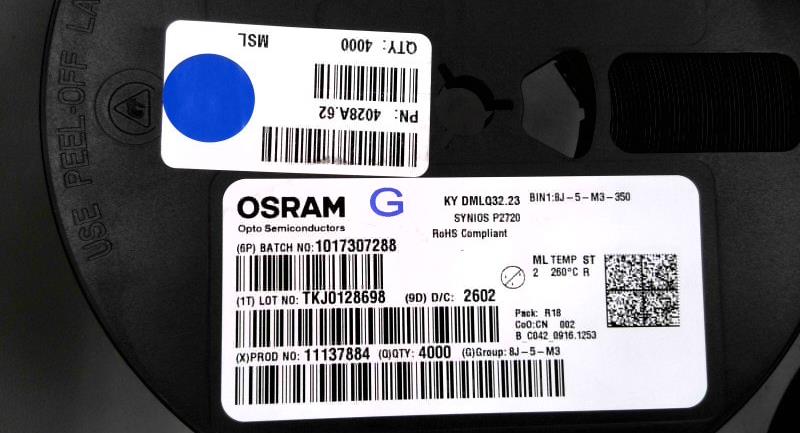 USE PEEL-OFF LA
QTY: 4000
MSL
PN: 4028A.62
OSRAM G
Opto Semiconductors
KY DMLQ32.23 BIN1:8J-5-M3-350
SYNIOS P2720
RoHS Compliant
(6P) BATCH NO: 1017307288
ML TEMP ST
2 260°C R
(1T) LOT NO: TKJ0128698 (9D) D/C: 2602
Pack: R18
CoO:CN 002
B_C042_0916.1253
(X)PROD NO: 11137884 (Q)QTY: 4000 (G)Group: 8J-5-M3